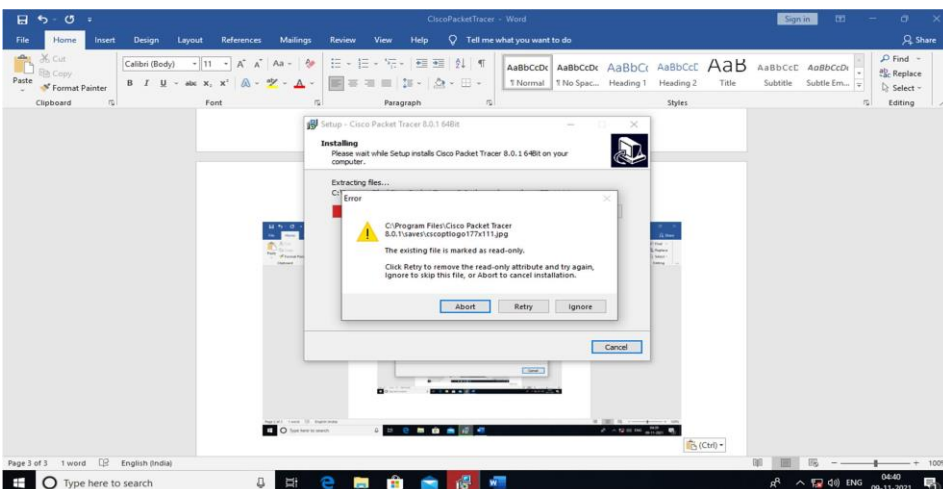 CiscoPacketTracer - Word
Sign in
File Home Insert Design Layout References Mailings Review View Help Tell me what you want to do Share
Paste
Cut
Copy
Format Painter
Calibri (Body) 11 Aa
B I U abc x, x²
AaBbCcDc AaBbCcDc AaBbCc AaBbCcC AaB AaBbCcC AaBbCcDc
¶ Normal ¶ No Spac... Heading 1 Heading 2 Title Subtitle Subtle Em...
Find
Replace
Select
Clipboard Font Paragraph Styles Editing
Setup - Cisco Packet Tracer 8.0.1 64Bit
Installing
Please wait while Setup installs Cisco Packet Tracer 8.0.1 64Bit on your
computer.
Extracting files...
Error
C:\Program Files\Cisco Packet Tracer
8.0.1\saves\cscoptlogo177x111.jpg
The existing file is marked as read-only.
Click Retry to remove the read-only attribute and try again,
Ignore to skip this file, or Abort to cancel installation.
Abort Retry Ignore
Cancel
(Ctrl)
Page 3 of 3 1 word English (India) 100%
Type here to search
ENG
04:40
09-11-2021